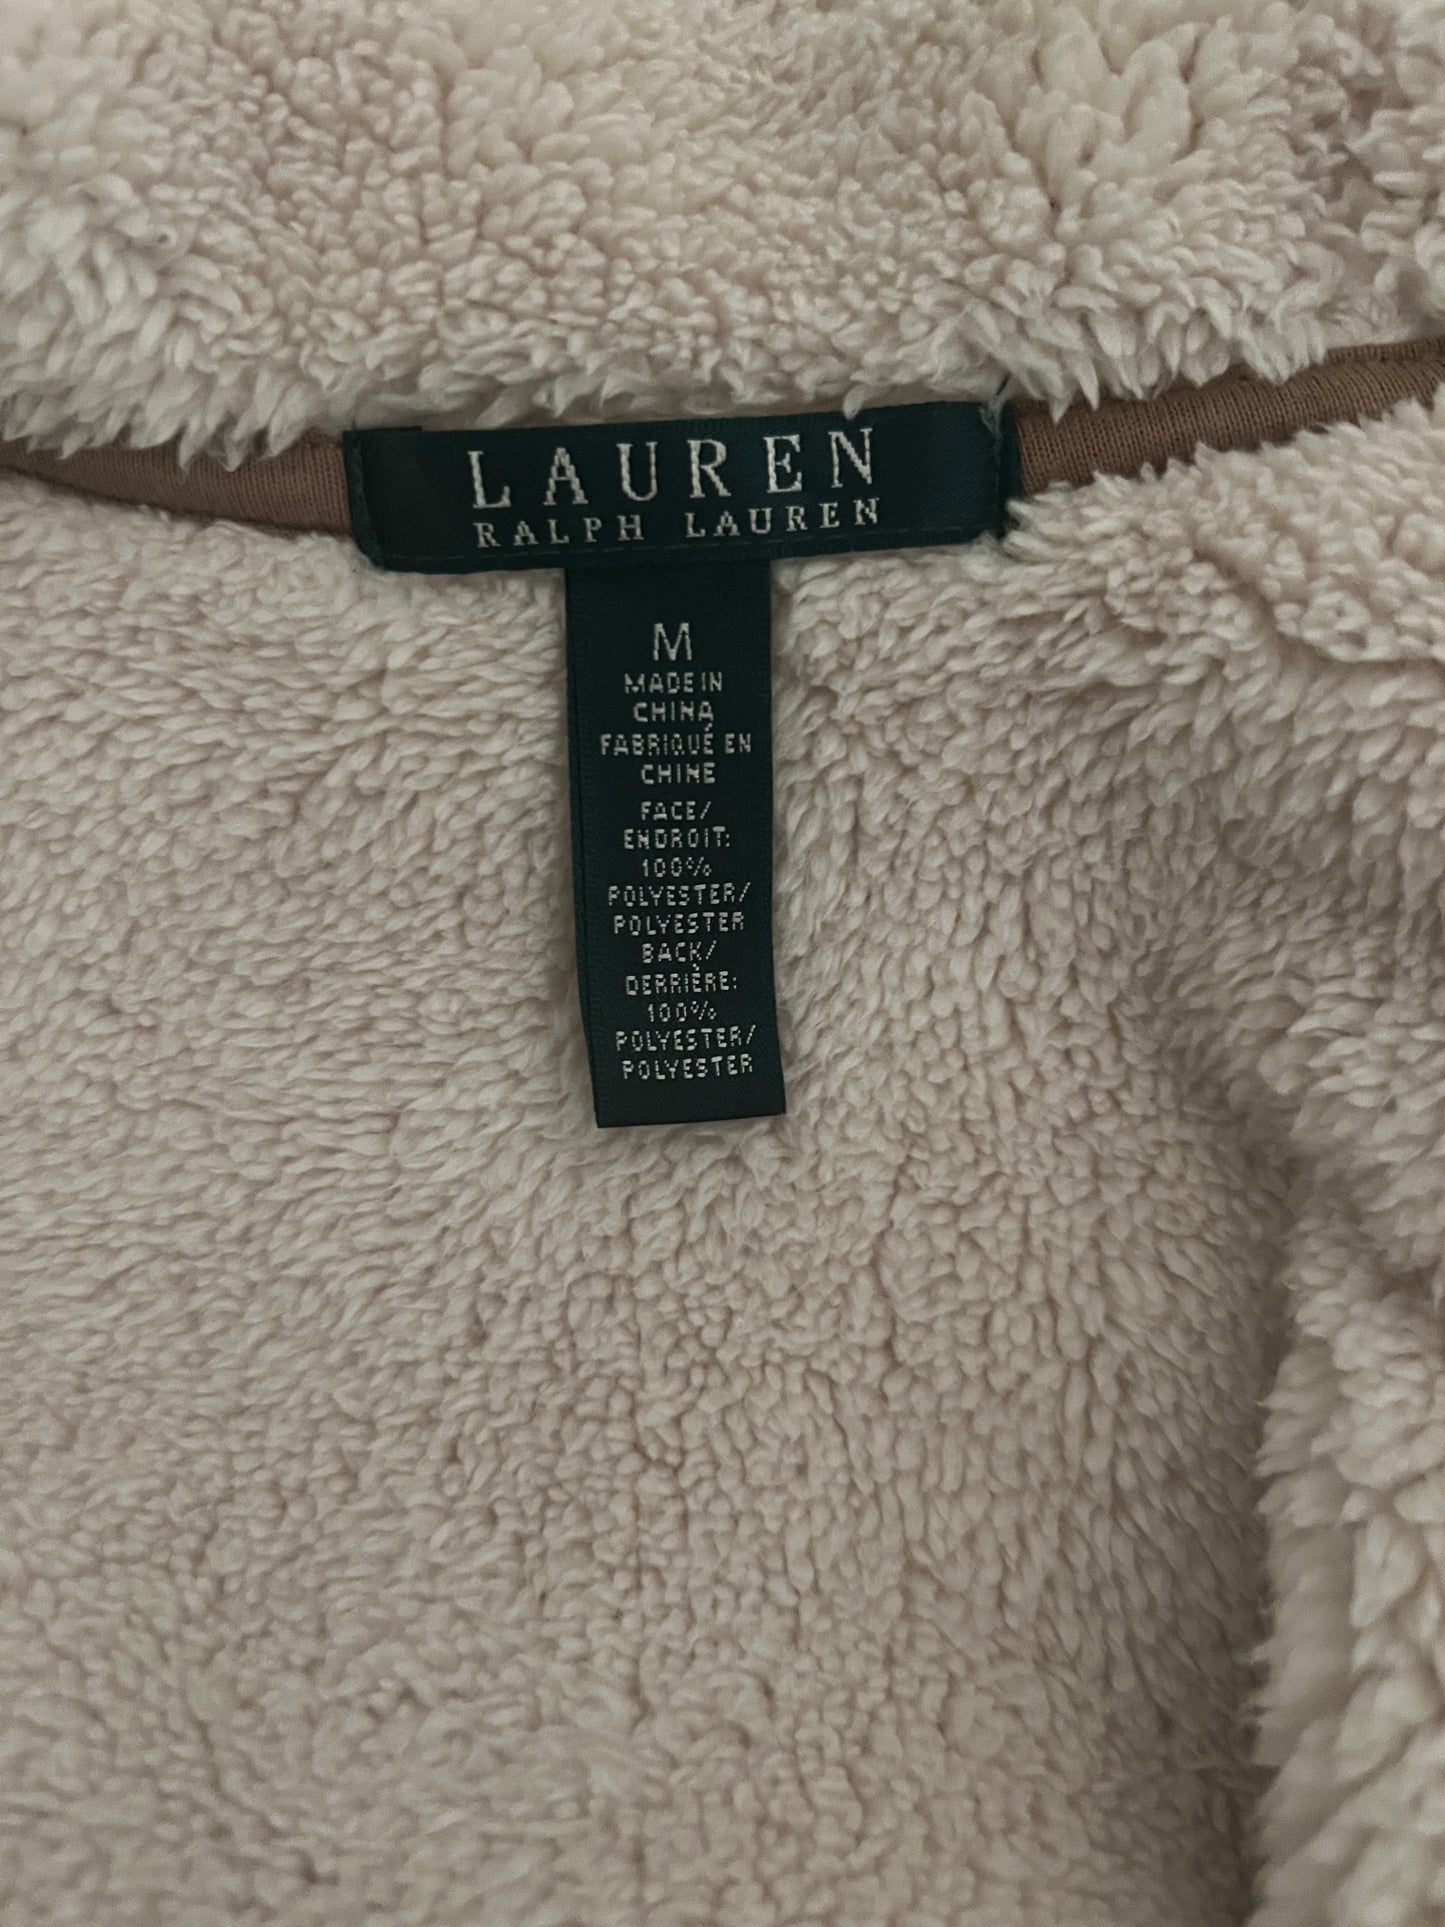 LAUREN
RALPH LAUREN
M
MADE IN
CHINA
FABRIQUÉ EN
CHINE
FACE/
ENDROIT:
100%
POLYESTER/
POLYESTER
BACK/
DERRIÈRE:
100%
POLYESTER/
POLYESTER